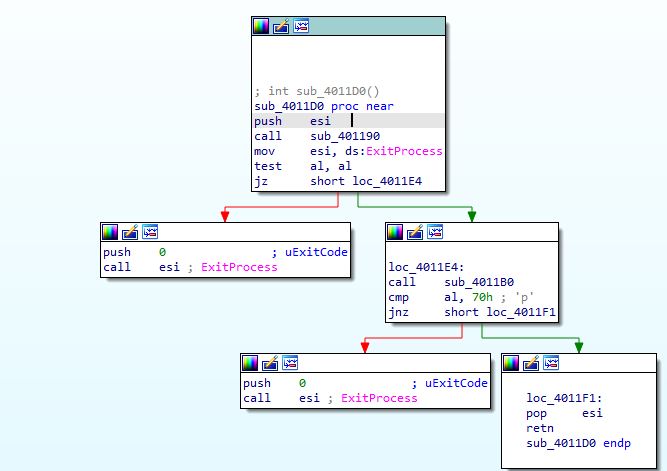 ; int sub_4011D0()
sub_4011D0 proc near
push    esi
call    sub_401190
mov     esi, ds:ExitProcess
test    al, al
jz      short loc_4011E4
push    0               ; uExitCode
call    esi ; ExitProcess
loc_4011E4:
call    sub_4011B0
cmp     al, 70h ; 'p'
jnz     short loc_4011F1
push    0               ; uExitCode
call    esi ; ExitProcess
loc_4011F1:
pop     esi
retn
sub_4011D0 endp